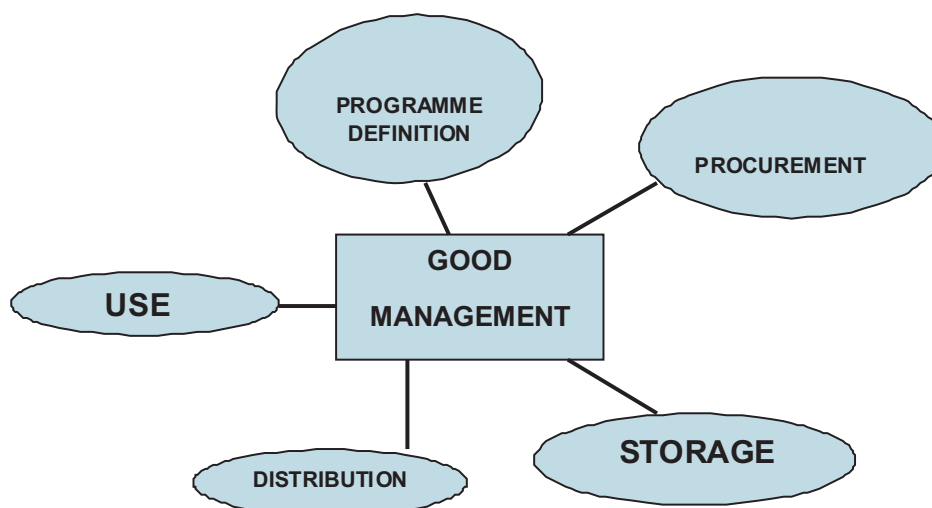 PROGRAMME
DEFINITION
PROCUREMENT
GOOD
MANAGEMENT
USE
STORAGE
DISTRIBUTION